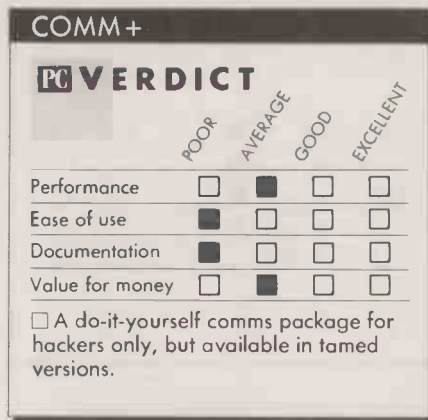 COMM+
PC VERDICT
POOR AVERAGE GOOD EXCELLENT
Performance
Ease of use
Documentation
Value for money
A do-it-yourself comms package for
hackers only, but available in tamed
versions.